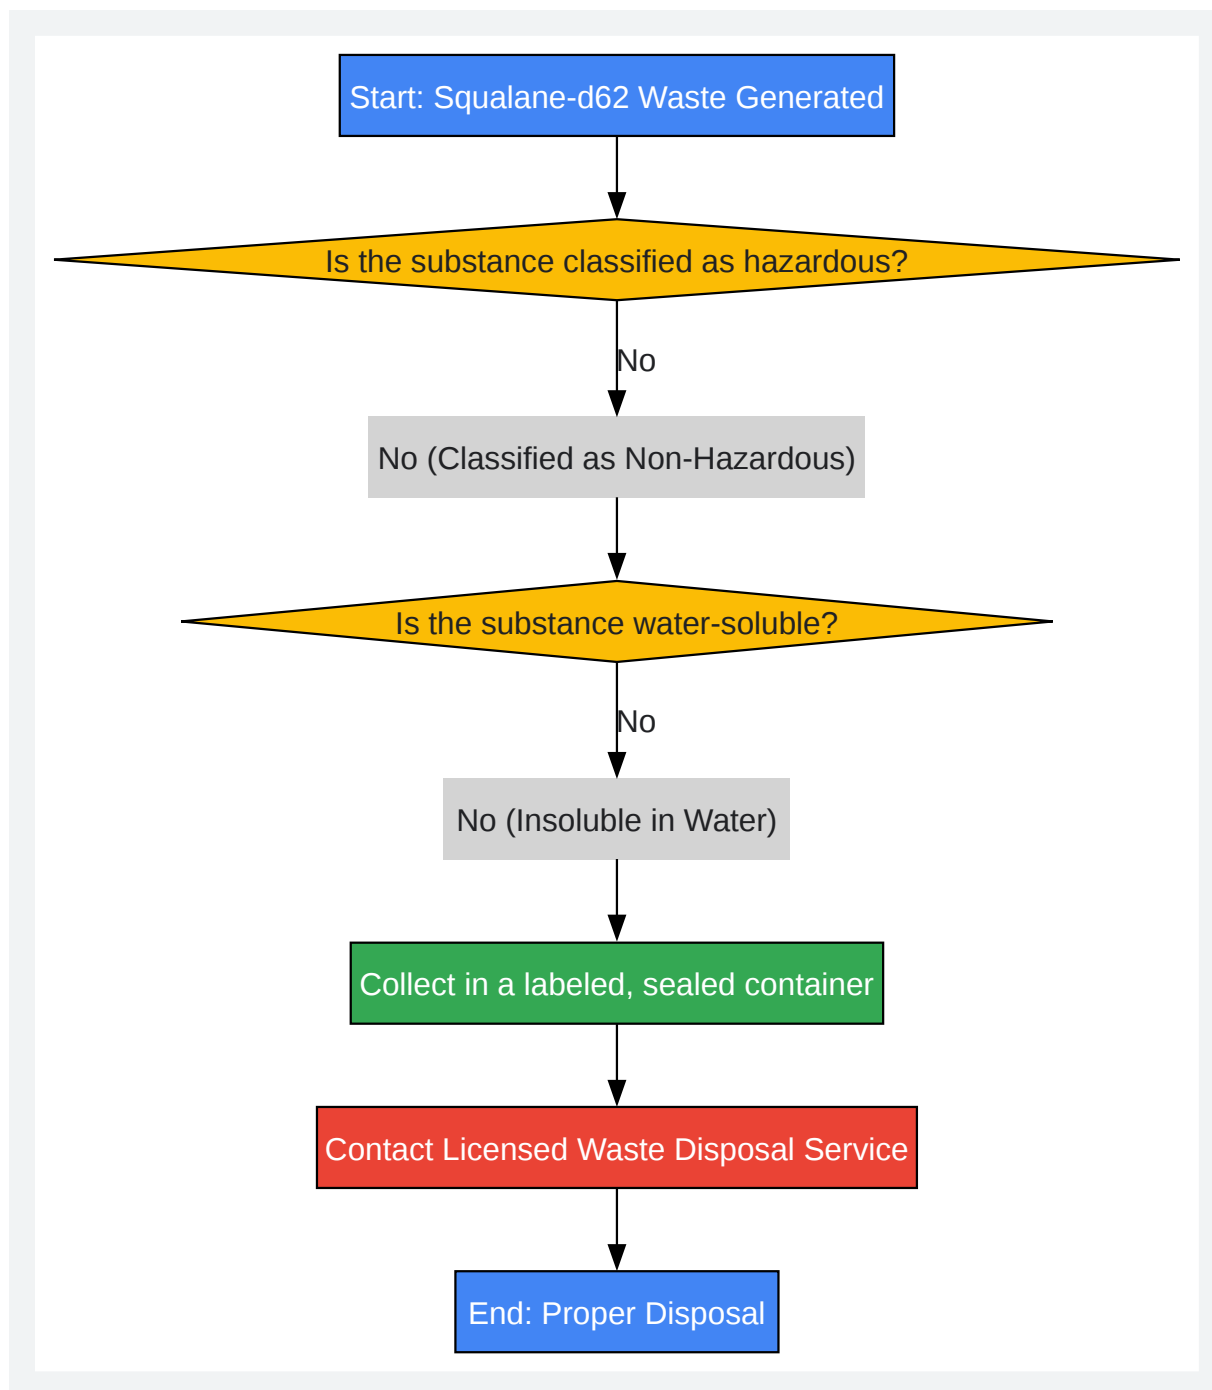 Start: Squalane-d62 Waste Generated
Is the substance classified as hazardous?
No
No (Classified as Non-Hazardous)
Is the substance water-soluble?
No
No (Insoluble in Water)
Collect in a labeled, sealed container
Contact Licensed Waste Disposal Service
End: Proper Disposal